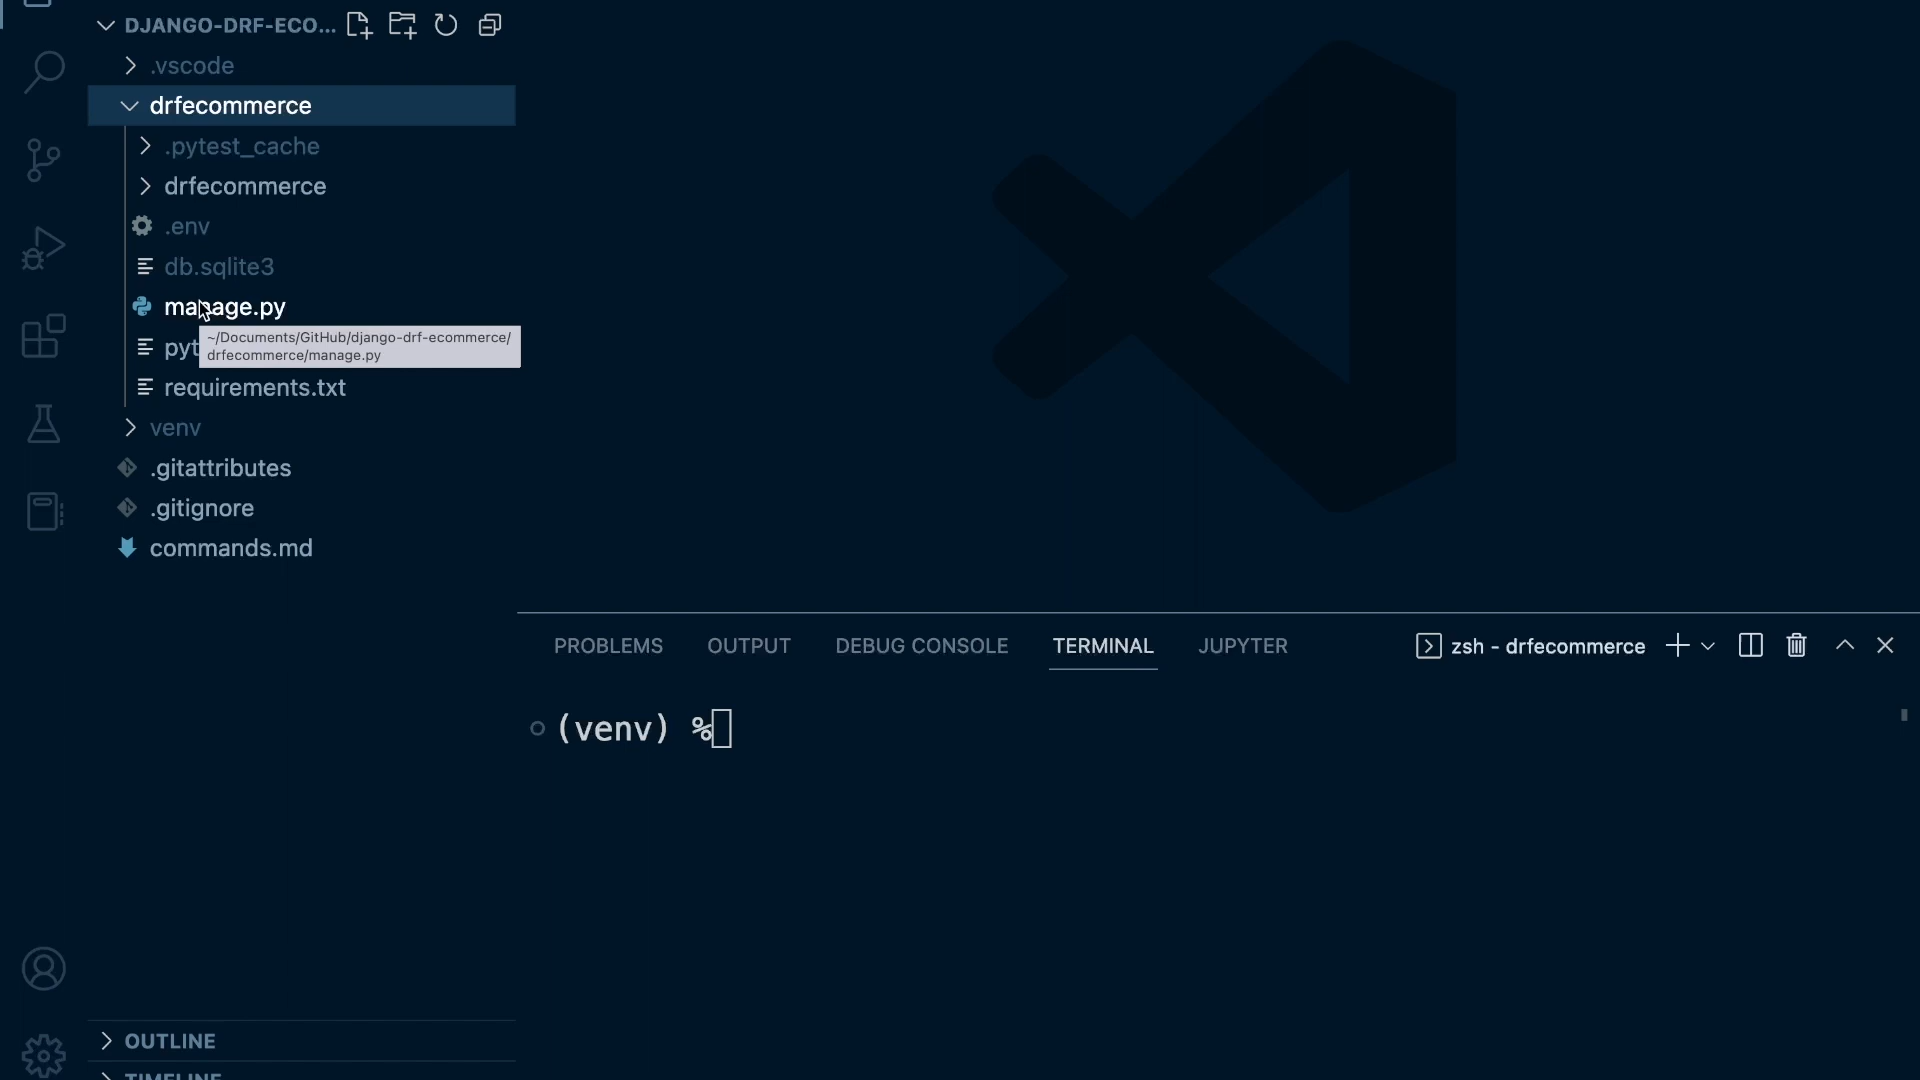 DJANGO-DRF-ECO...
.vscode
drfecommerce
.pytest_cache
drfecommerce
.env
db.sqlite3
manage.py
~/Documents/GitHub/django-drf-ecommerce/
drfecommerce/manage.py
pyt
requirements.txt
venv
.gitattributes
.gitignore
commands.md
PROBLEMS OUTPUT DEBUG CONSOLE TERMINAL JUPYTER zsh - drfecommerce
(venv) %
OUTLINE
TIMELINE